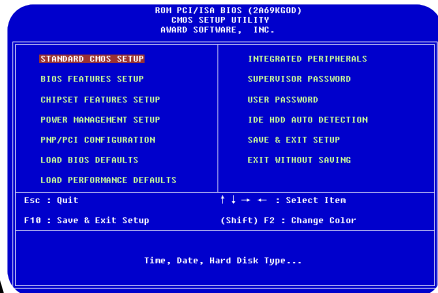 ROM PCI/ISA BIOS (2A69KGOD)
CMOS SETUP UTILITY
AWARD SOFTWARE, INC.
STANDARD CMOS SETUP
BIOS FEATURES SETUP
CHIPSET FEATURES SETUP
POWER MANAGEMENT SETUP
PNP/PCI CONFIGURATION
LOAD BIOS DEFAULTS
LOAD PERFORMANCE DEFAULTS
INTEGRATED PERIPHERALS
SUPERVISOR PASSWORD
USER PASSWORD
IDE HDD AUTO DETECTION
SAVE & EXIT SETUP
EXIT WITHOUT SAVING
Esc : Quit
F10 : Save & Exit Setup
↑ ↓ → ← : Select Item
(Shift) F2 : Change Color
Time, Date, Hard Disk Type...